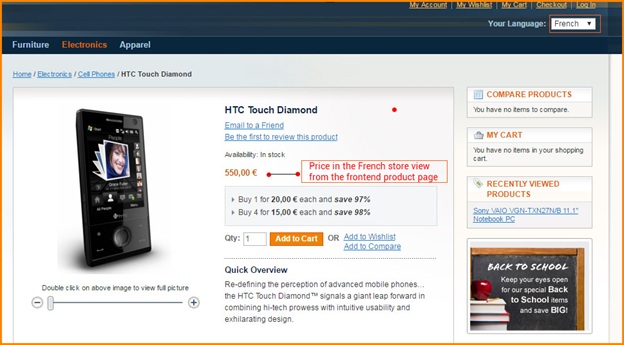 My Account | My Wishlist | My Cart | Checkout | Log In
Your Language: French
Furniture Electronics Apparel
Home / Electronics / Cell Phones / HTC Touch Diamond
HTC Touch Diamond
Email to a Friend
Be the first to review this product
Availability: In stock
550,00 €
Price in the French store view
from the frontend product page
Buy 1 for 20,00 € each and save 97%
Buy 4 for 15,00 € each and save 98%
Qty: 1 Add to Cart OR Add to Wishlist
Add to Compare
Quick Overview
Re-defining the perception of advanced mobile phones…
the HTC Touch Diamond™ signals a giant leap forward in
combining hi-tech prowess with intuitive usability and
exhilarating design.
Double click on above image to view full picture
COMPARE PRODUCTS
You have no items to compare.
MY CART
You have no items in your shopping
cart.
RECENTLY VIEWED
PRODUCTS
Sony VAIO VGN-TXN27N/B 11.1"
Notebook PC
BACK TO SCHOOL
Keep your eyes open
for our special Back
to School items
and save BIG!